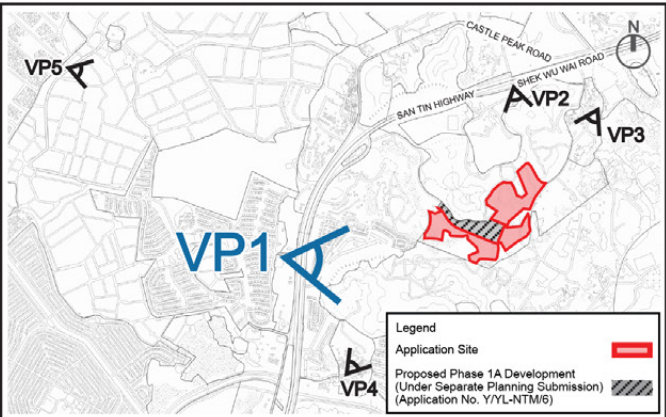 N
CASTLE PEAK ROAD
SHEK WU WAI ROAD
SAN TIN HIGHWAY
VP5
VP2
VP3
VP1
VP4
Legend
Application Site
Proposed Phase 1A Development
(Under Separate Planning Submission)
(Application No. Y/YL-NTM/6)